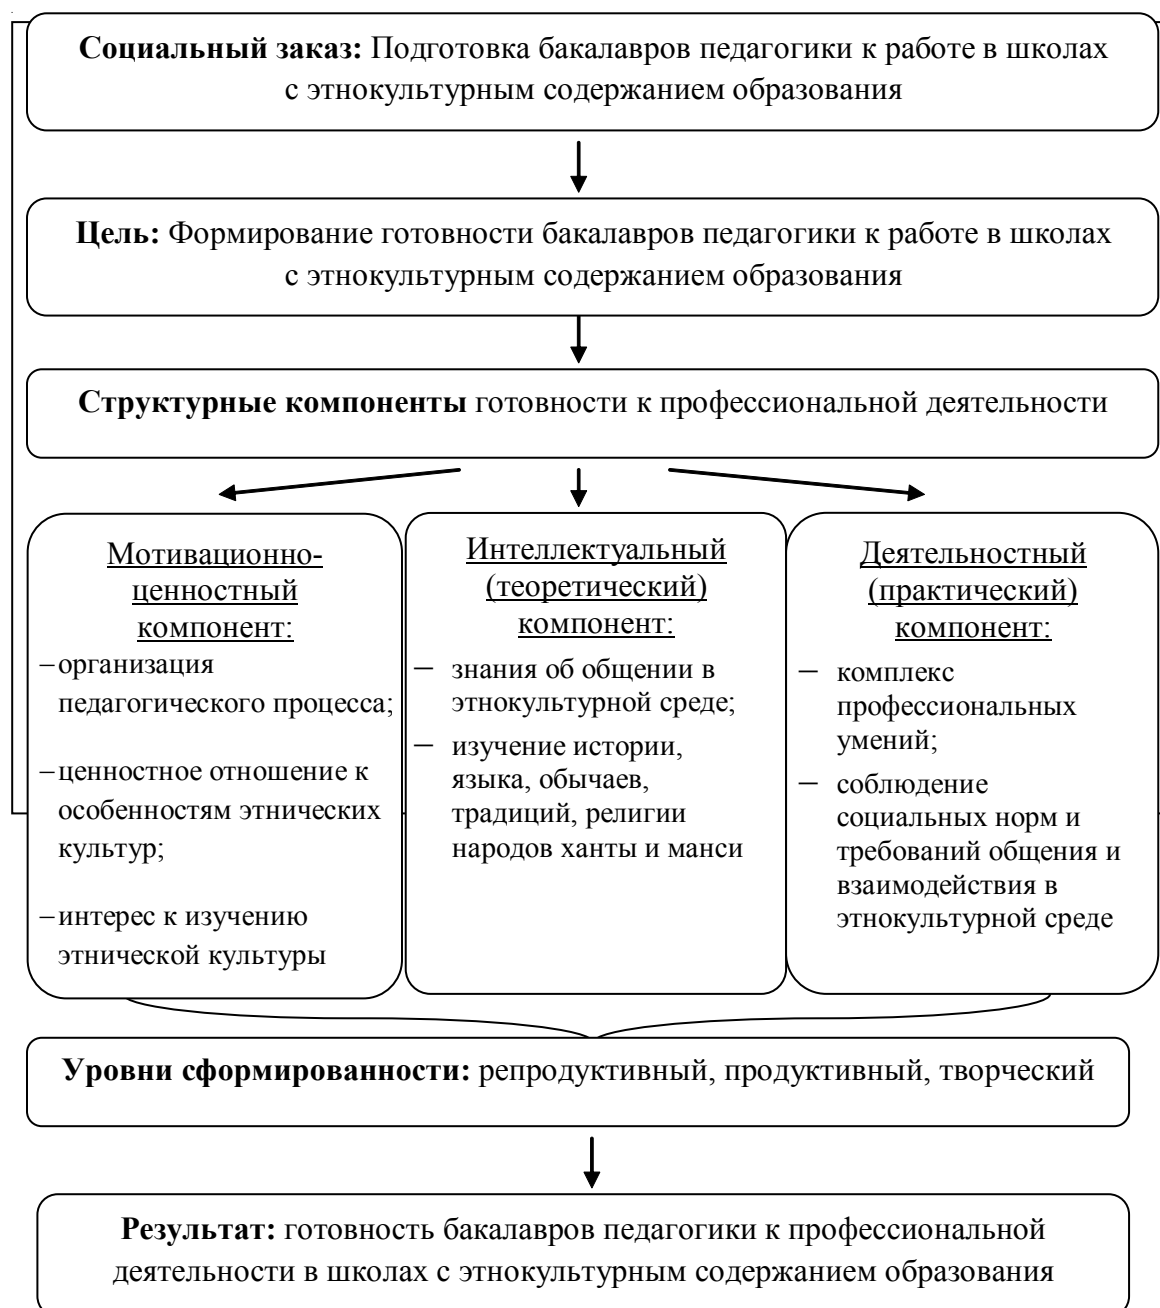 Социальный заказ: Подготовка бакалавров педагогики к работе в школах
с этнокультурным содержанием образования
Цель: Формирование готовности бакалавров педагогики к работе в школах
с этнокультурным содержанием образования
Структурные компоненты готовности к профессиональной деятельности
Мотивационно-
ценностный
компонент:
–организация
педагогического процесса;
–ценностное отношение к
особенностям этнических
культур;
–интерес к изучению
этнической культуры
Интеллектуальный
(теоретический)
компонент:
– знания об общении в
этнокультурной среде;
– изучение истории,
языка, обычаев,
традиций, религии
народов ханты и манси
Деятельностный
(практический)
компонент:
– комплекс
профессиональных
умений;
– соблюдение
социальных норм и
требований общения и
взаимодействия в
этнокультурной среде
Уровни сформированности: репродуктивный, продуктивный, творческий
Результат: готовность бакалавров педагогики к профессиональной
деятельности в школах с этнокультурным содержанием образования